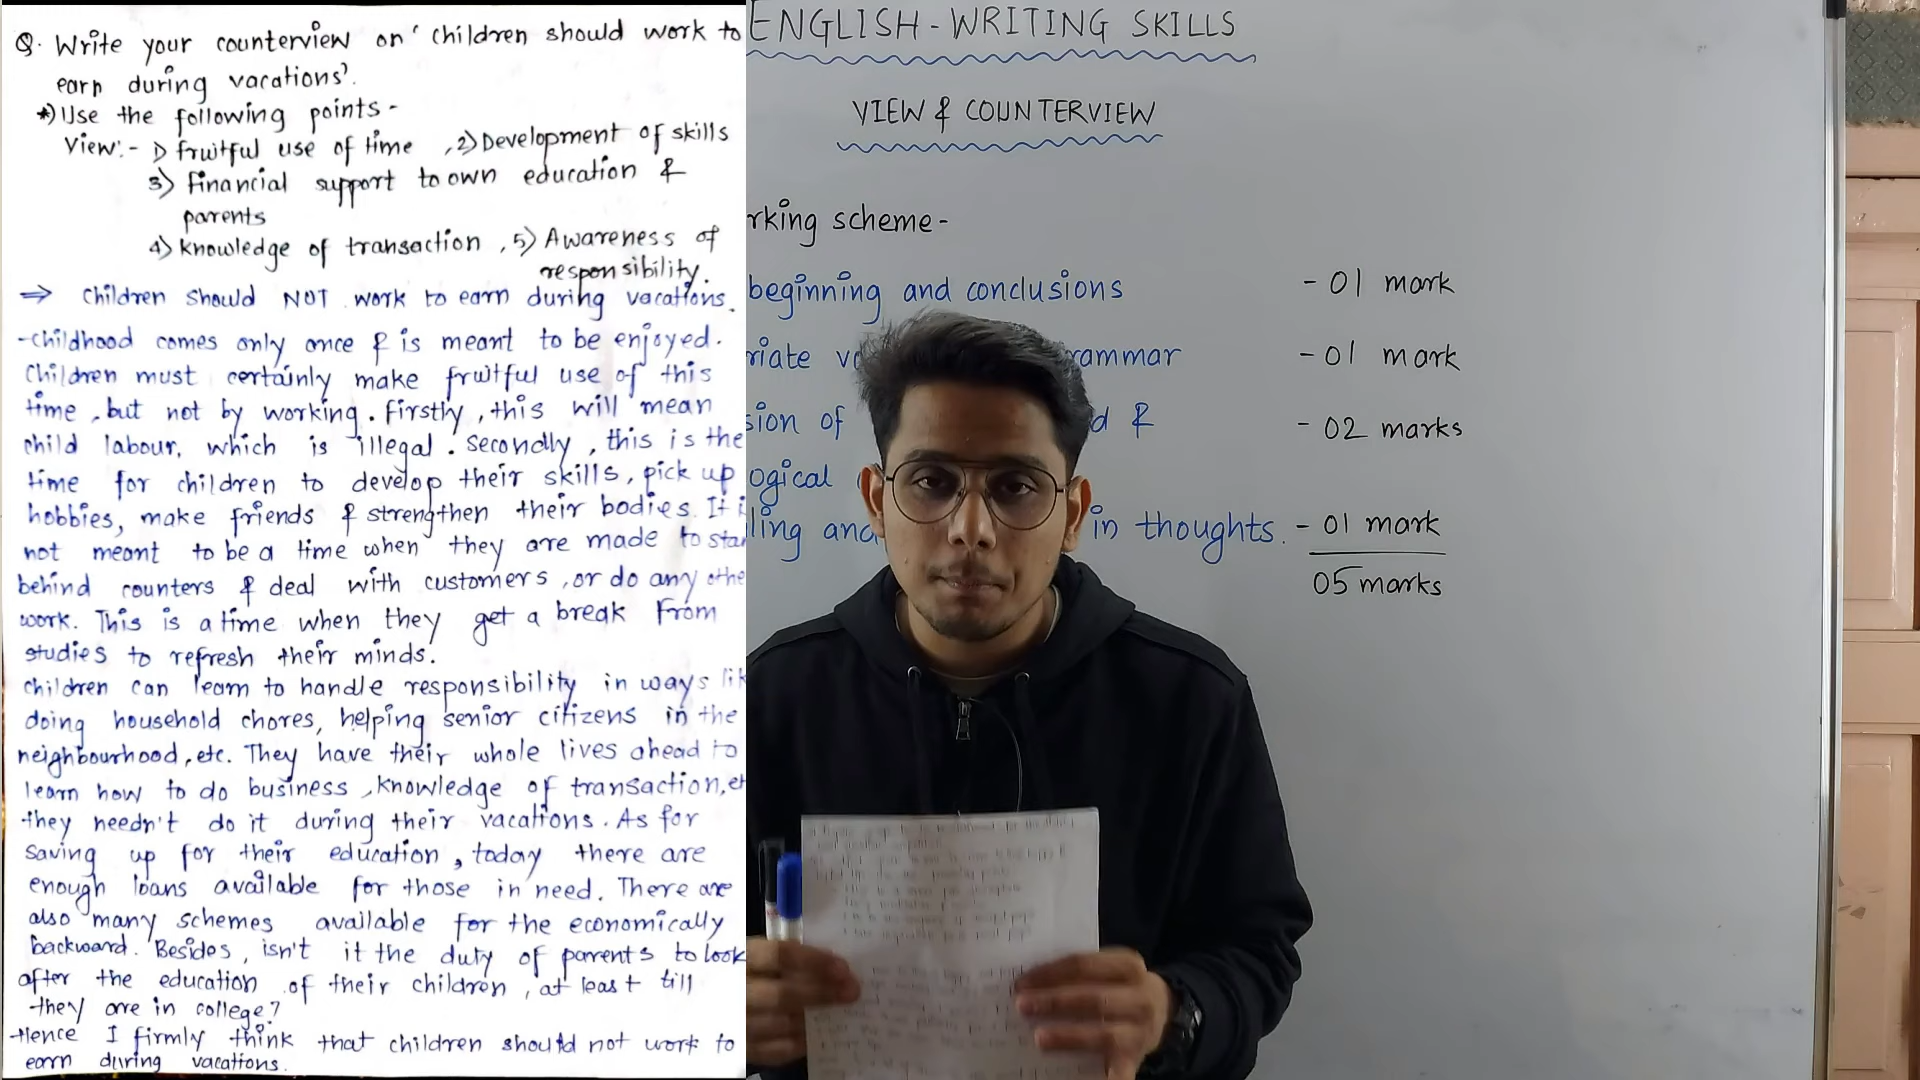 Q. Write your counterview on 'children should work to
earn during vacations'.
*) Use the following points -
View:- 1) fruitful use of time , 2) Development of skills
3) financial support to own education &
parents
4) knowledge of transaction , 5) Awareness of
responsibility.
⇒ children should NOT work to earn during vacations.
-childhood comes only once & is meant to be enjoyed.
children must certainly make fruitful use of this
time , but not by working . firstly , this will mean
child labour, which is illegal . secondly , this is the
time for children to develop their skills, pick up
hobbies, make friends & strengthen their bodies. It i
not meant to be a time when they are made to stan
behind counters & deal with customers , or do any othe
work. This is a time when they get a break from
studies to refresh their minds.
children can learn to handle responsibility in ways lik
doing household chores, helping senior citizens in the
neighbourhood, etc. They have their whole lives ahead to
learn how to do business , knowledge of transaction, et
they needn't do it during their vacations. As for
saving up for their education , today there are
enough loans available for those in need. There are
also many schemes available for the economically
backward. Besides, isn't it the duty of parents to look
after the education of their children , at least till
they are in college?
Hence I firmly think that children should not work to
earn during vacations.
ENGLISH - WRITING SKILLS
VIEW & COUNTERVIEW
rking scheme -
beginning and conclusions - 01 mark
riate rammar - 01 mark
sion of d & - 02 marks
ogical
ling and in thoughts. - 01 mark
05 marks